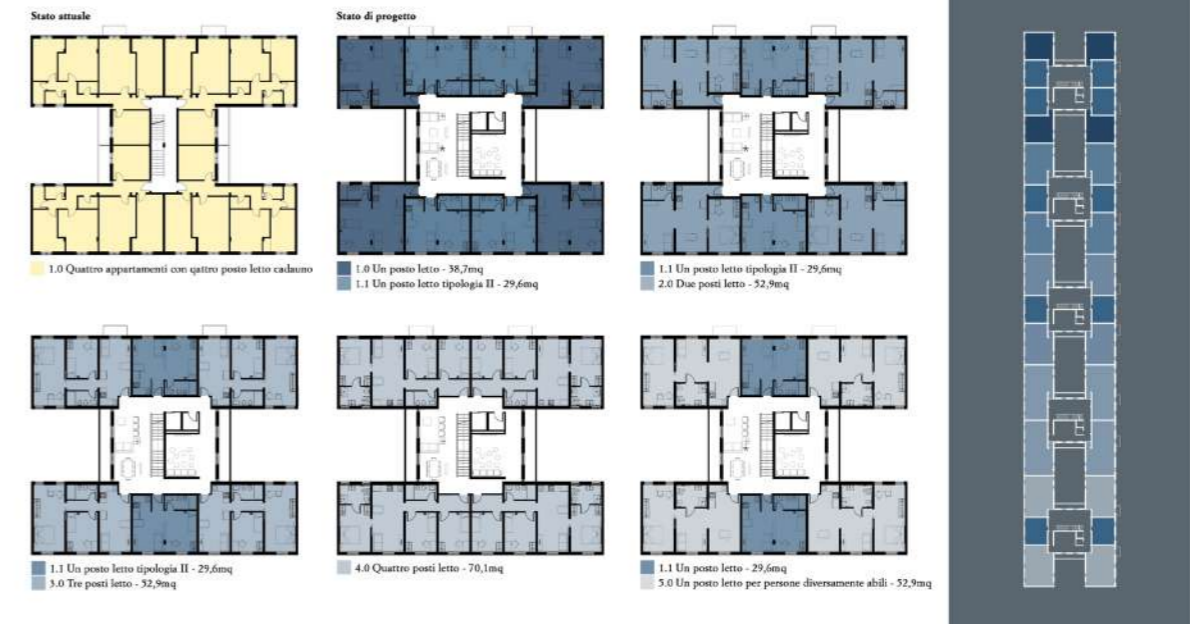 Stato attuale
Stato di progetto
1.0 Quattro appartamenti con qattro posto letto cadauno
1.0 Un posto letto - 38,7mq
1.1 Un posto letto tipologia II - 29,6mq
1.1 Un posto letto tipologia II - 29,6mq
2.0 Due posti letto - 52,9mq
1.1 Un posto letto tipologia II - 29,6mq
3.0 Tre posti letto - 52,9mq
4.0 Quattro posti letto - 70,1mq
1.1 Un posto letto - 29,6mq
5.0 Un posto letto per persone diversamente abili - 52,9mq